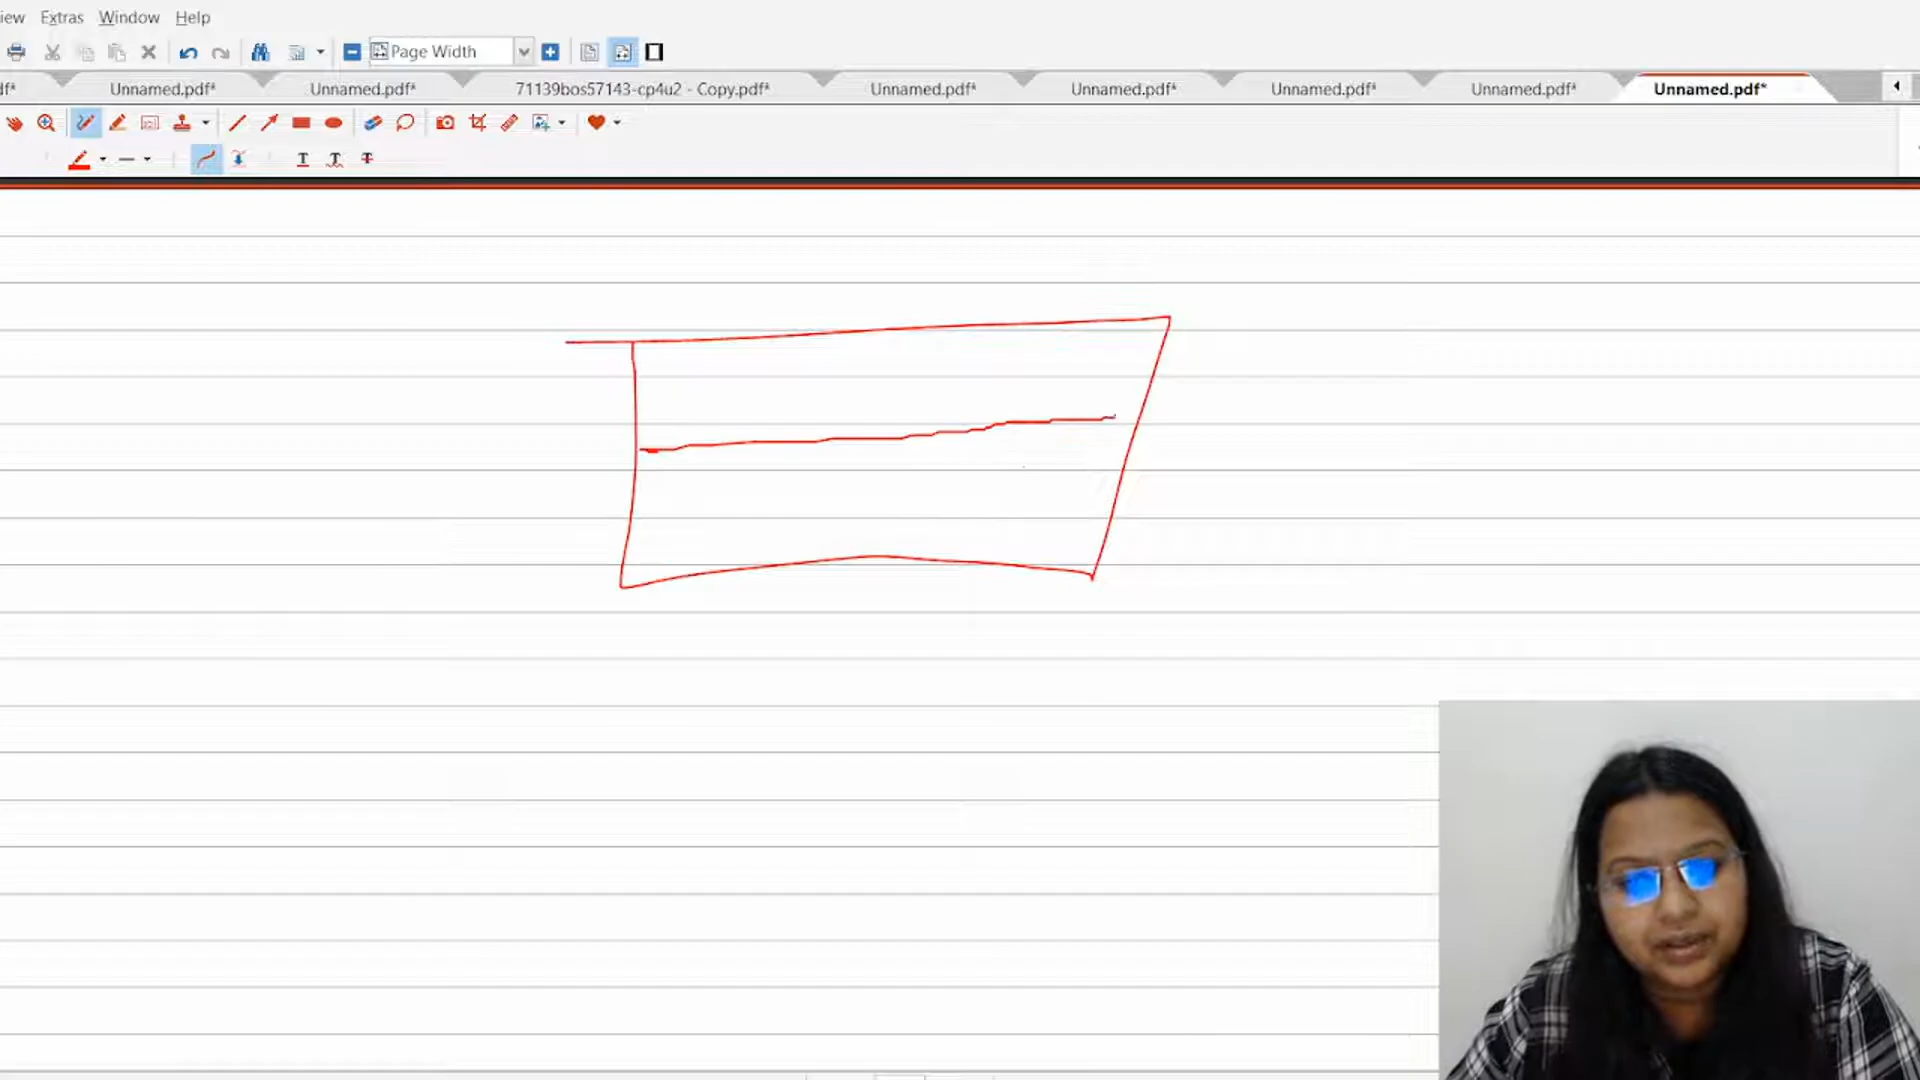 iew Extras Window Help
Page Width
df* Unnamed.pdf* Unnamed.pdf* 71139bos57143-cp4u2 - Copy.pdf* Unnamed.pdf* Unnamed.pdf* Unnamed.pdf* Unnamed.pdf* Unnamed.pdf*
T T T